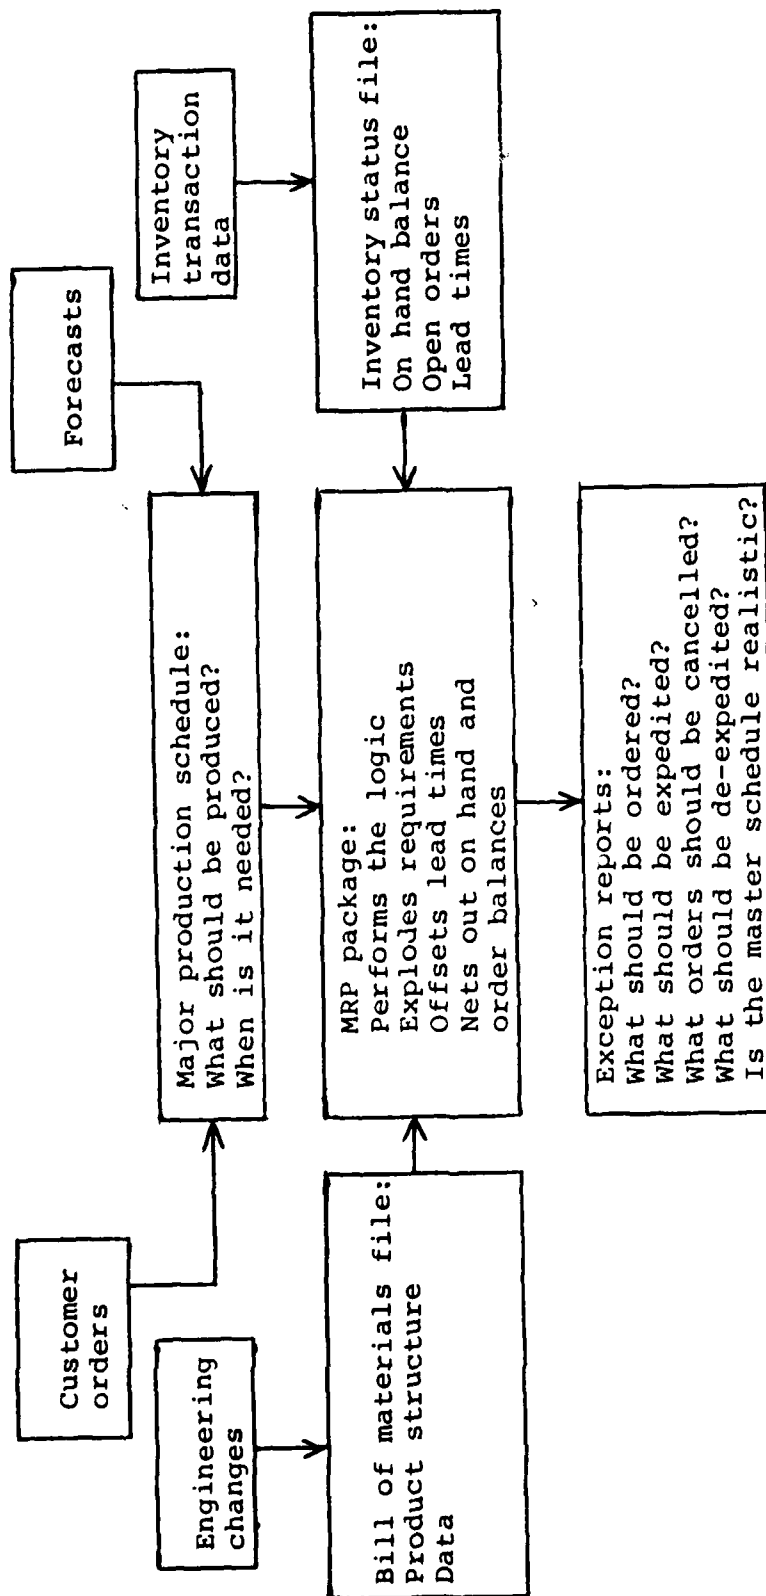 Customer
orders
Forecasts
Engineering
changes
Major production schedule:
What should be produced?
When is it needed?
Inventory
transaction
data
Bill of materials file:
Product structure
Data
MRP package:
Performs the logic
Explodes requirements
Offsets lead times
Nets out on hand and
order balances
Inventory status file:
On hand balance
Open orders
Lead times
Exception reports:
What should be ordered?
What should be expedited?
What orders should be cancelled?
What should be de-expedited?
Is the master schedule realistic?